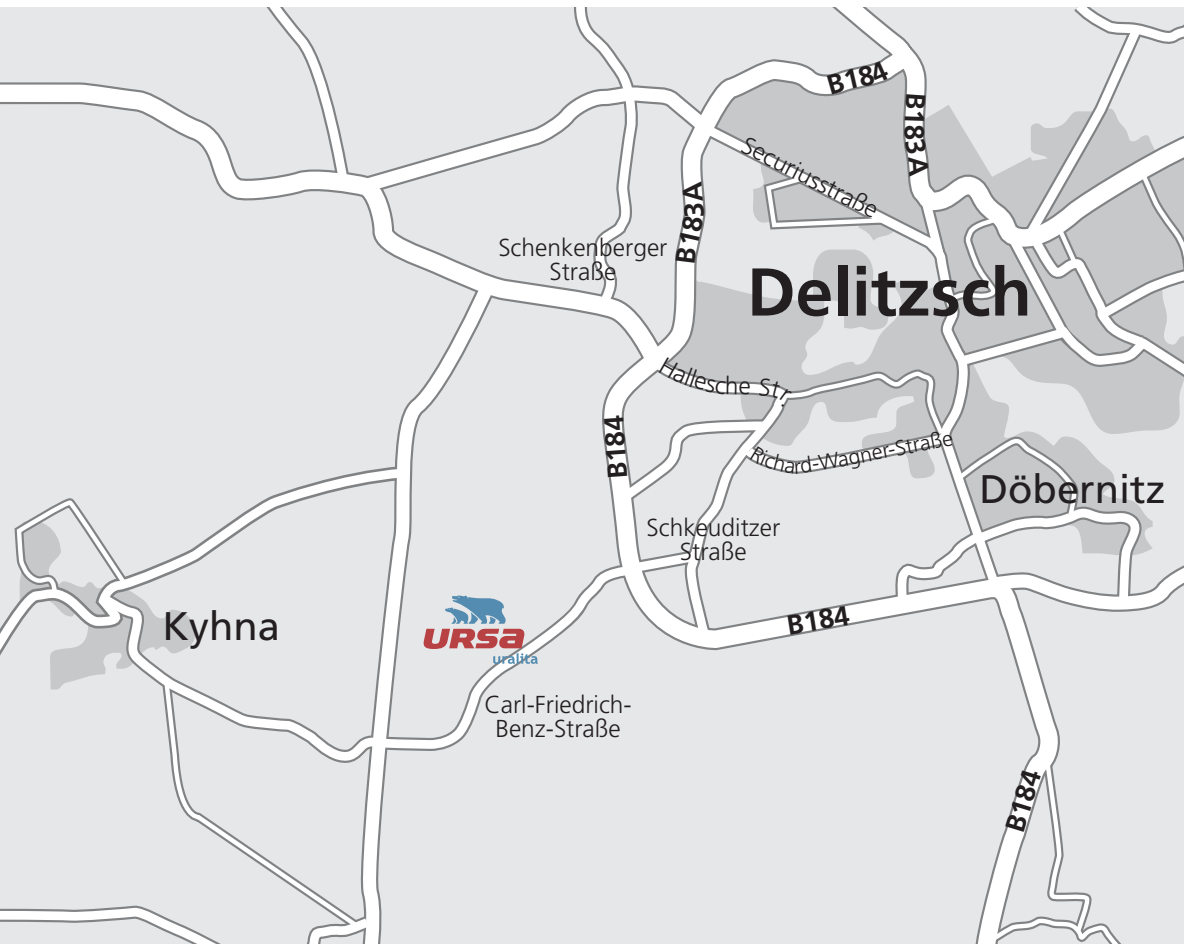 B184
B183A
Securiusstraße
B183A
Schenkenberger
Straße
Delitzsch
Hallesche Str.
B184
Richard-Wagner-Straße
Döbernitz
Schkeuditzer
Straße
Kyhna
URSA
uralita
B184
Carl-Friedrich-
Benz-Straße
B184